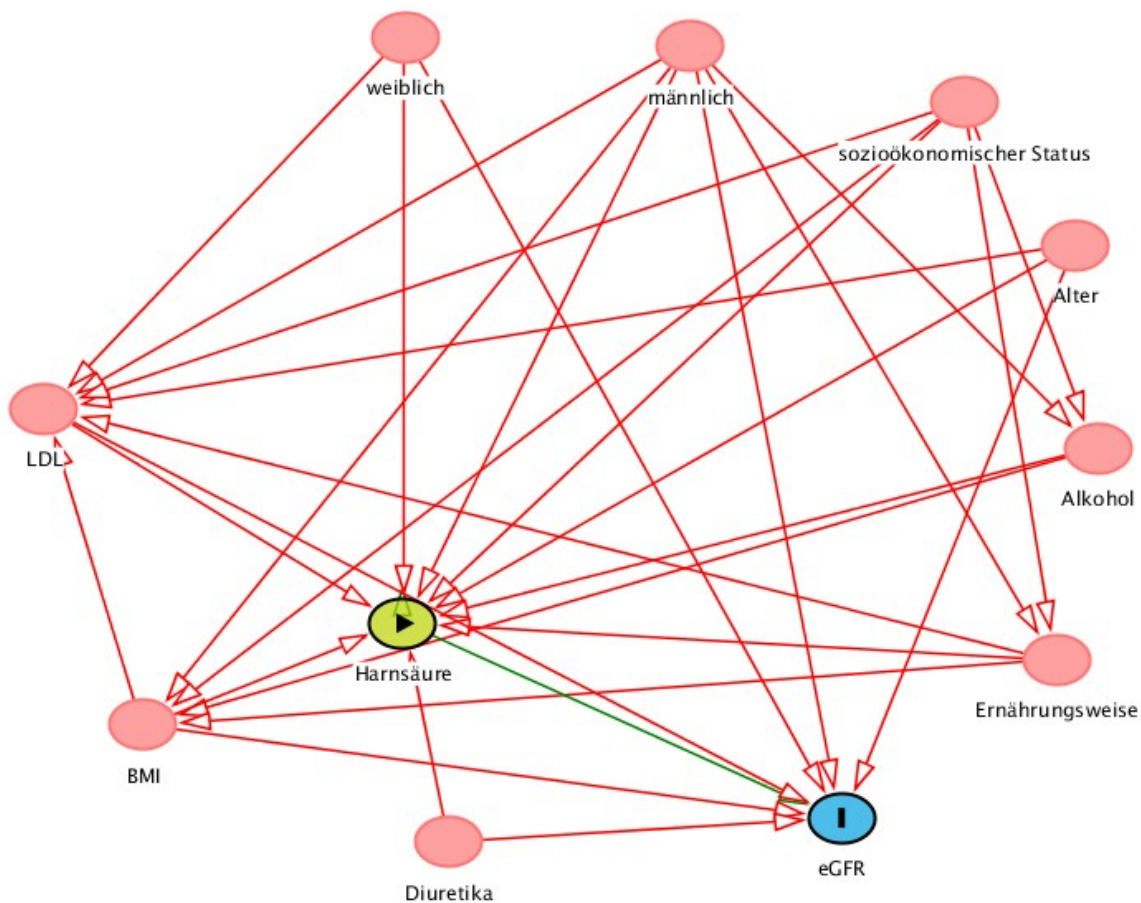 weiblich
männlich
sozioökonomischer Status
Alter
LDL
Alkohol
Harnsäure
Ernährungsweise
BMI
eGFR
Diuretika